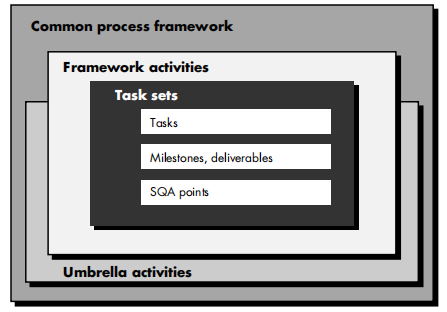 Common process framework
Framework activities
Task sets
Tasks
Milestones, deliverables
SQA points
Umbrella activities